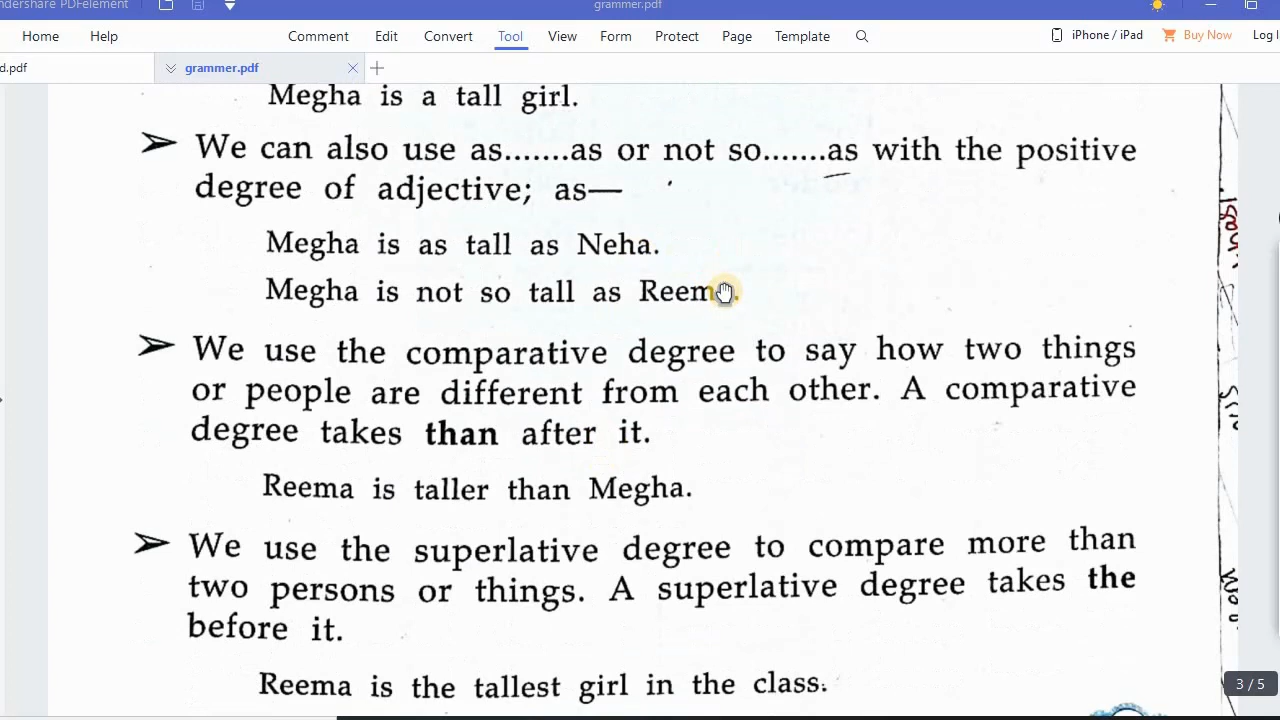 ndershare PDFelement
grammer.pdf
Home Help Comment Edit Convert Tool View Form Protect Page Template iPhone / iPad Buy Now Log I
d.pdf grammer.pdf
Megha is a tall girl.
➢ We can also use as.......as or not so.......as with the positive
degree of adjective; as—
Megha is as tall as Neha.
Megha is not so tall as Reem
➢ We use the comparative degree to say how two things
or people are different from each other. A comparative
degree takes than after it.
Reema is taller than Megha.
➢ We use the superlative degree to compare more than
two persons or things. A superlative degree takes the
before it.
Reema is the tallest girl in the class.
3 / 5